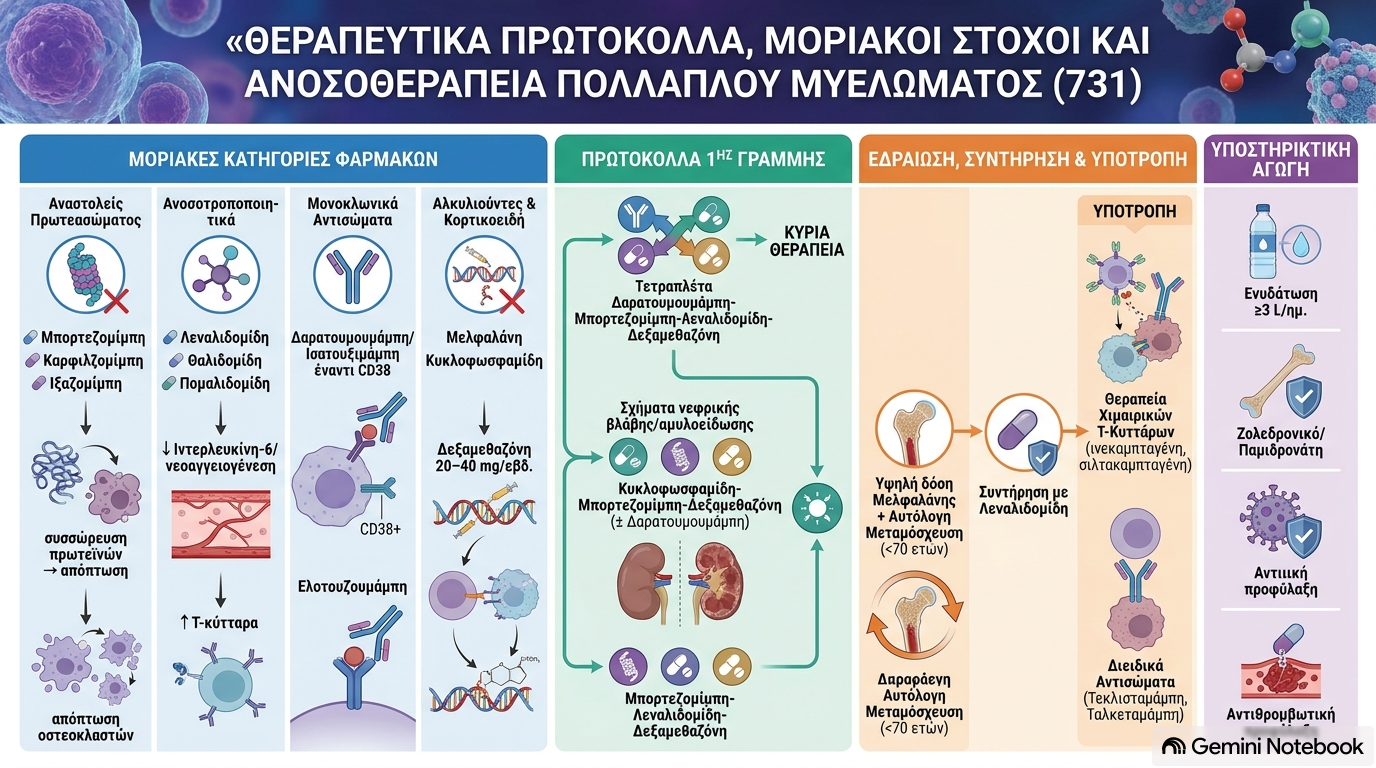 «ΘΕΡΑΠΕΥΤΙΚΑ ΠΡΩΤΟΚΟΛΛΑ, ΜΟΡΙΑΚΟΙ ΣΤΟΧΟΙ ΚΑΙ
ΑΝΟΣΟΘΕΡΑΠΕΙΑ ΠΟΛΛΑΠΛΟΥ ΜΥΕΛΩΜΑΤΟΣ (731)
ΜΟΡΙΑΚΕΣ ΚΑΤΗΓΟΡΙΕΣ ΦΑΡΜΑΚΩΝ
Αναστολείς
Πρωτεασώματος
Μπορτεζομίμπη
Καρφιλζομίμπη
Ιξαζομίμπη
συσσώρευση
πρωτεϊνών
→ απόπτωση
απόπτωση
οστεοκλαστών
Ανοσοτροποποιη-
τικά
Λεναλιδομίδη
Θαλιδομίδη
Πομαλιδομίδη
↓ Ιντερλευκίνη-6/
νεοαγγειογένεση
↑ Τ-κύτταρα
Μονοκλωνικά
Αντισώματα
Δαρατουμουμάμπη/
Ισατουξιμάμπη
έναντι CD38
CD38+
Ελοτουζουμάμπη
Αλκυλιούντες &
Κορτικοειδή
Μελφαλάνη
Κυκλοφωσφαμίδη
Δεξαμεθαζόνη
20–40 mg/εβδ.
ΠΡΩΤΟΚΟΛΛΑ 1ΗΖ ΓΡΑΜΜΗΣ
ΚΥΡΙΑ
ΘΕΡΑΠΕΙΑ
Τετραπλέτα
Δαρατουμουμάμπη-
Μπορτεζομίμπη-Λεναλιδομίδη-
Δεξαμεθαζόνη
Σχήματα νεφρικής
βλάβης/αμυλοείδωσης
Κυκλοφωσφαμίδη-
Μπορτεζομίμπη-Δεξαμεθαζόνη
(± Δαρατουμουμάμπη)
Μπορτεζομίμπη-
Λεναλιδομίδη-
Δεξαμεθαζόνη
ΕΔΡΑΙΩΣΗ, ΣΥΝΤΗΡΗΣΗ & ΥΠΟΤΡΟΠΗ
Υψηλή δόση
Μελφαλάνης
+ Αυτόλογη
Μεταμόσχευση
(<70 ετών)
Δαραφάεη
Αυτόλογη
Μεταμόσχευση
(<70 ετών)
Συντήρηση με
Λεναλιδομίδη
ΥΠΟΤΡΟΠΗ
Θεραπεία
Χιμαιρικών
Τ-Κυττάρων
(ινεκαμπταγένη,
σιλτακαμπταγένη)
Διειδικά
Αντισώματα
(Τεκλισταμάμπη,
Ταλκεταμάμπη)
ΥΠΟΣΤΗΡΙΚΤΙΚΗ
ΑΓΩΓΗ
Ενυδάτωση
≥3 L/ημ.
Ζολεδρονικό/
Παμιδρονάτη
Αντιιική
προφύλαξη
Αντιθρομβωτική
Gemini Notebook